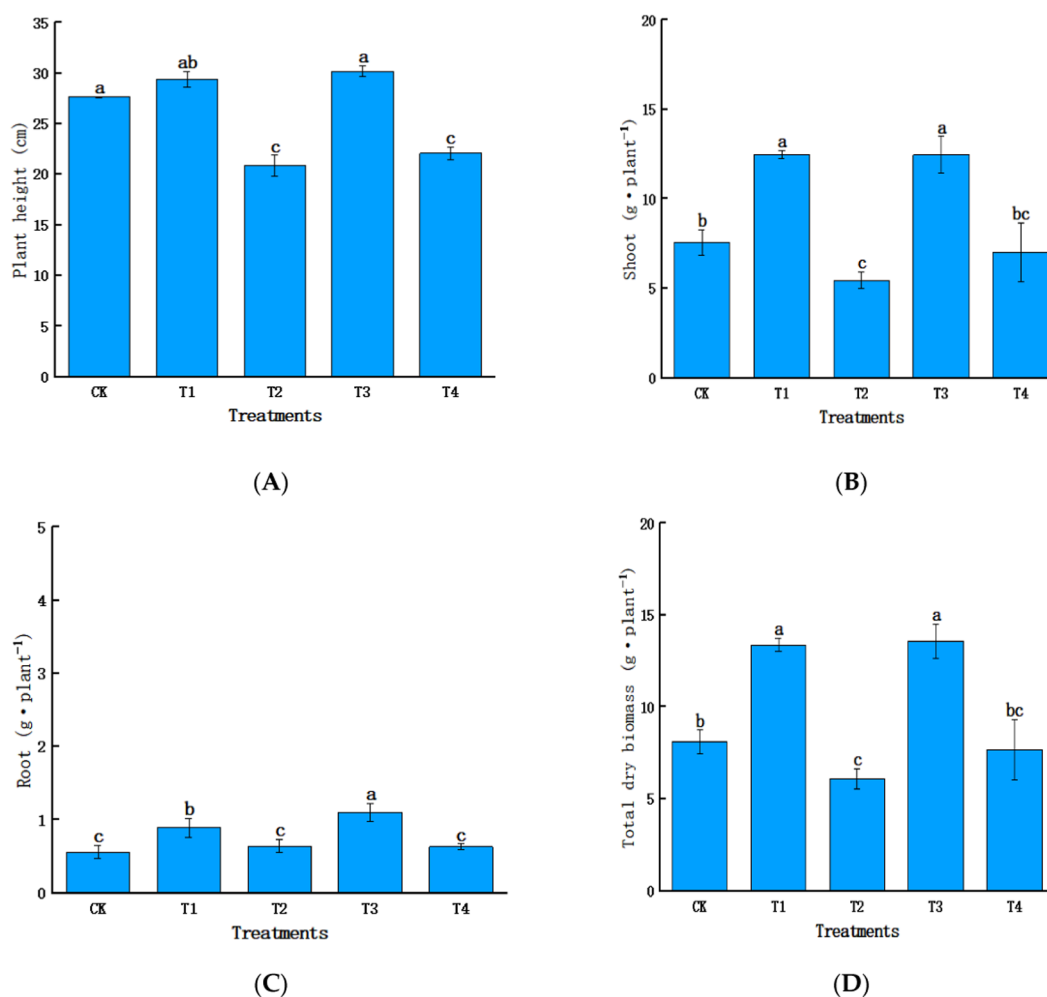 35
30
25
20
15
10
5
0
Plant height (cm)
a
ab
c
a
c
CK T1 T2 T3 T4
Treatments
(A)
20
15
10
5
0
Shoot (g·plant⁻¹)
b
a
c
a
bc
CK T1 T2 T3 T4
Treatments
(B)
5
4
3
2
1
0
Root (g·plant⁻¹)
c
b
c
a
c
CK T1 T2 T3 T4
Treatments
(C)
20
15
10
5
0
Total dry biomass (g·plant⁻¹)
b
a
c
a
bc
CK T1 T2 T3 T4
Treatments
(D)